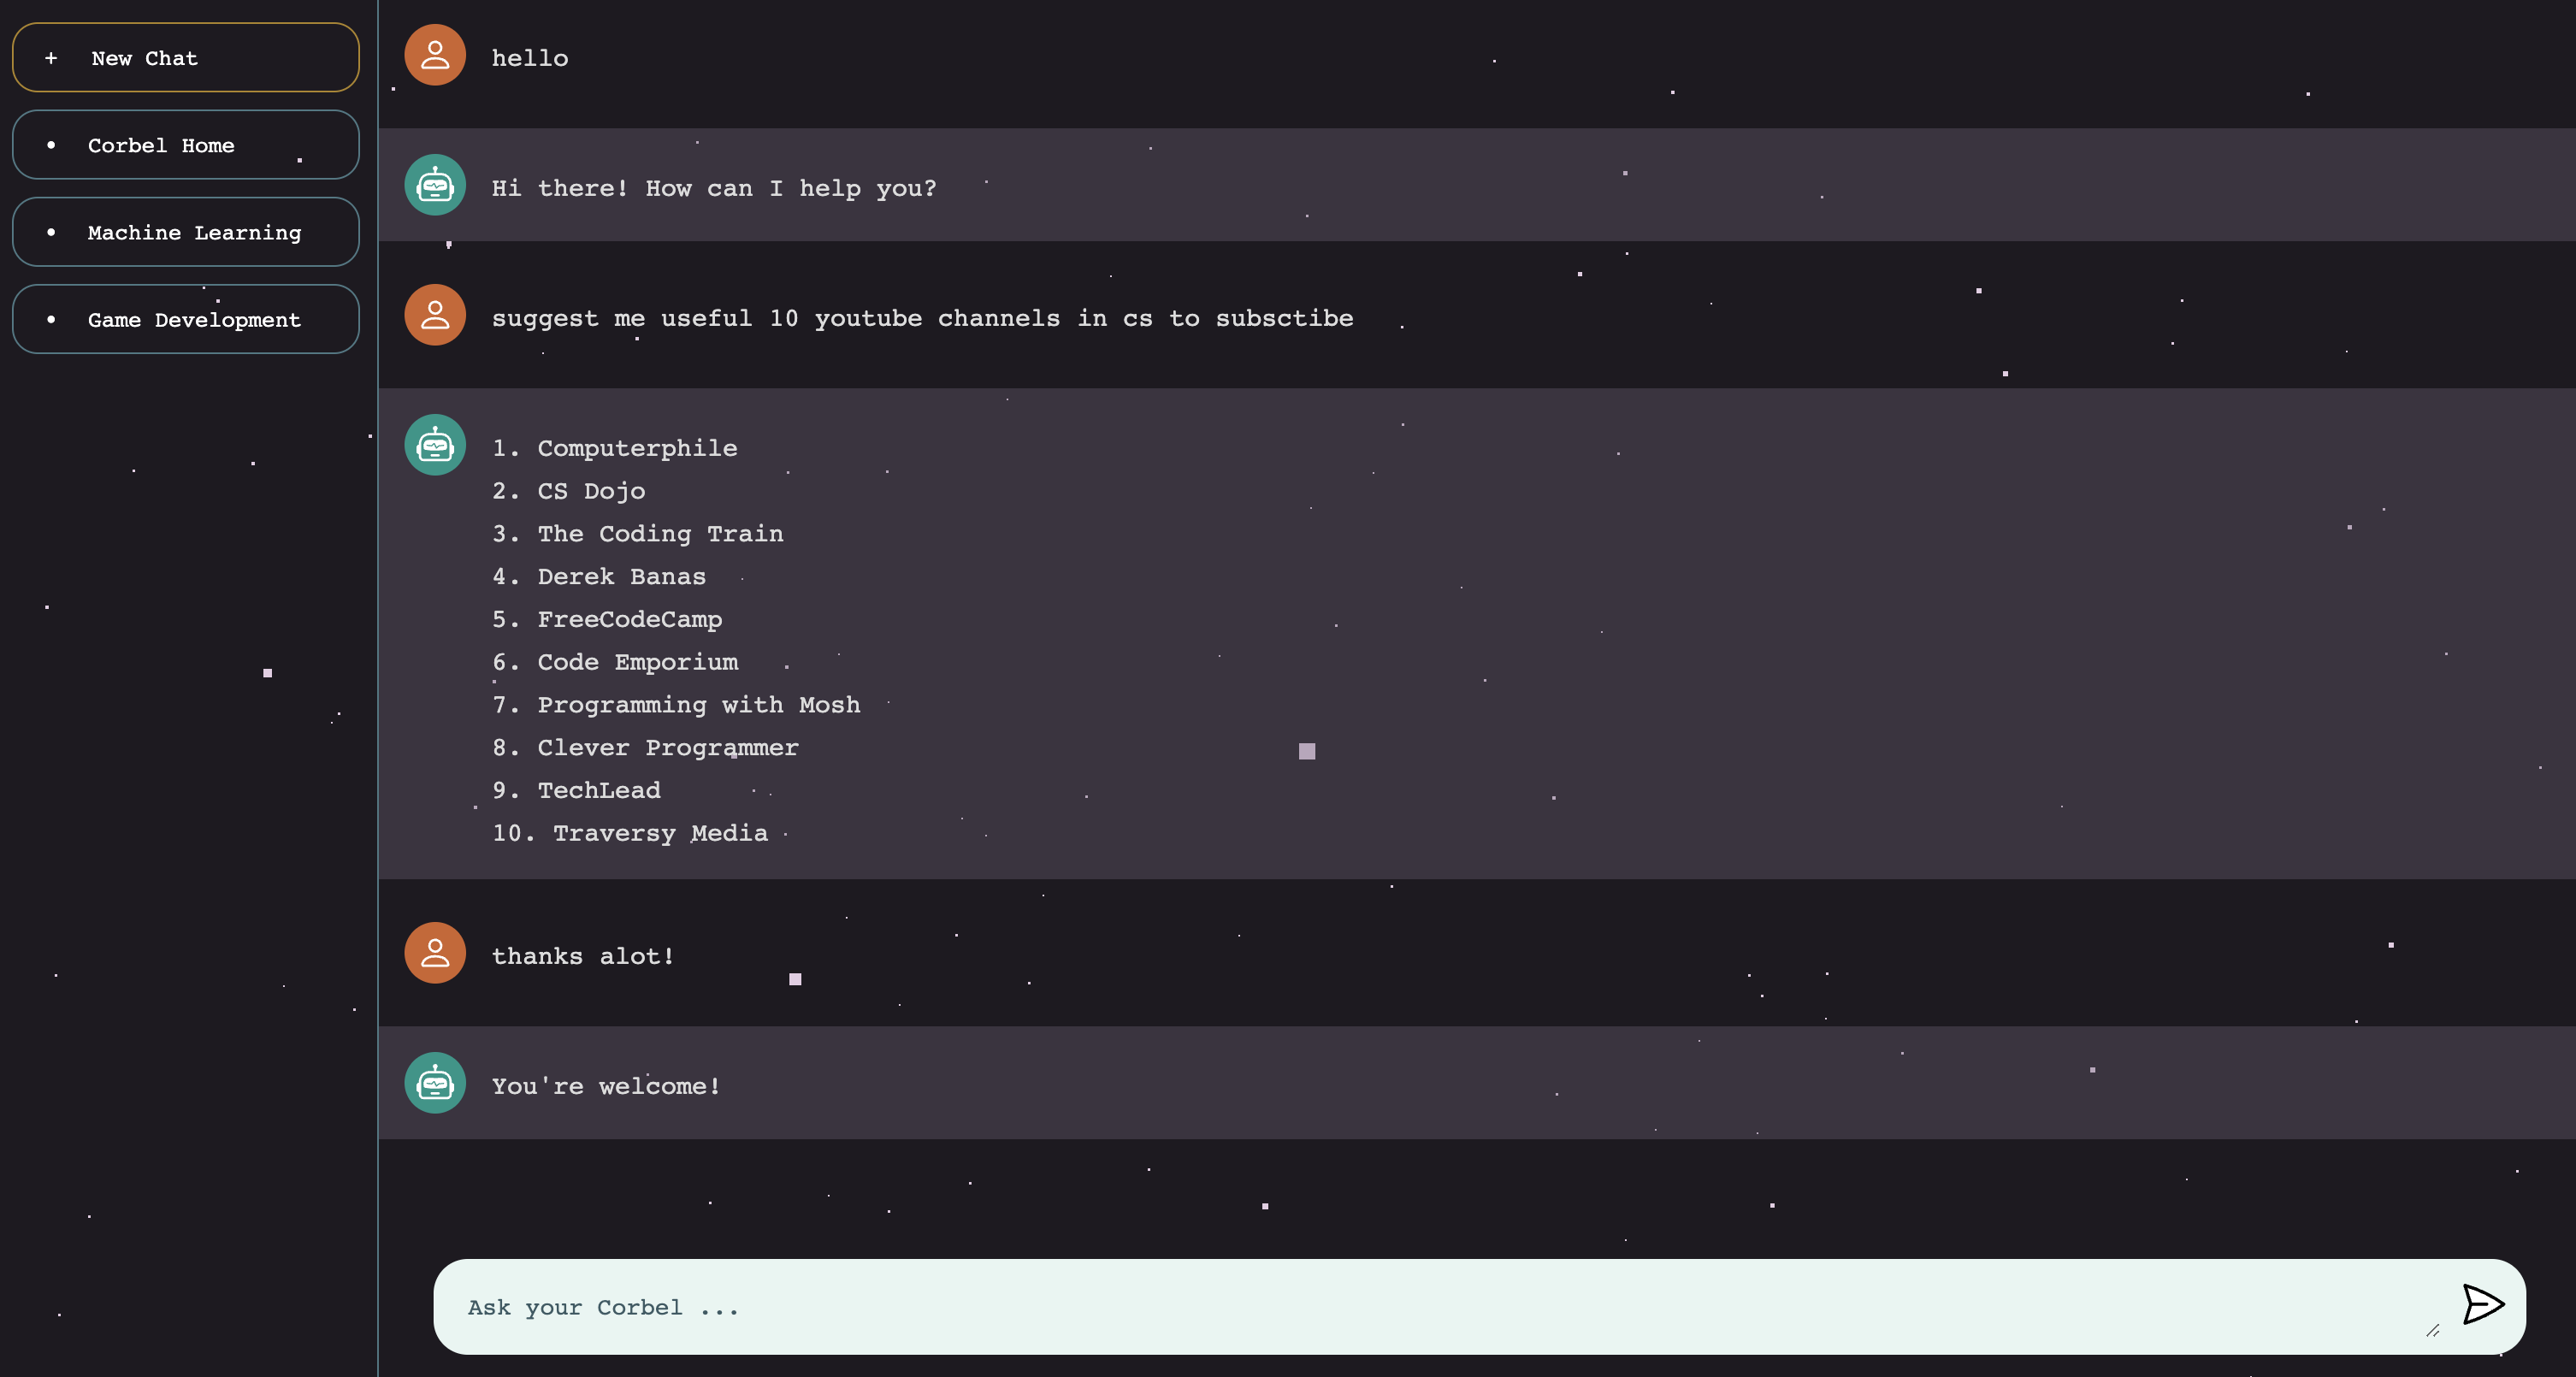 + New Chat
• Corbel Home
• Machine Learning
• Game Development
hello
Hi there! How can I help you?
suggest me useful 10 youtube channels in cs to subsctibe
1. Computerphile
2. CS Dojo
3. The Coding Train
4. Derek Banas
5. FreeCodeCamp
6. Code Emporium
7. Programming with Mosh
8. Clever Programmer
9. TechLead
10. Traversy Media
thanks alot!
You're welcome!
Ask your Corbel ...